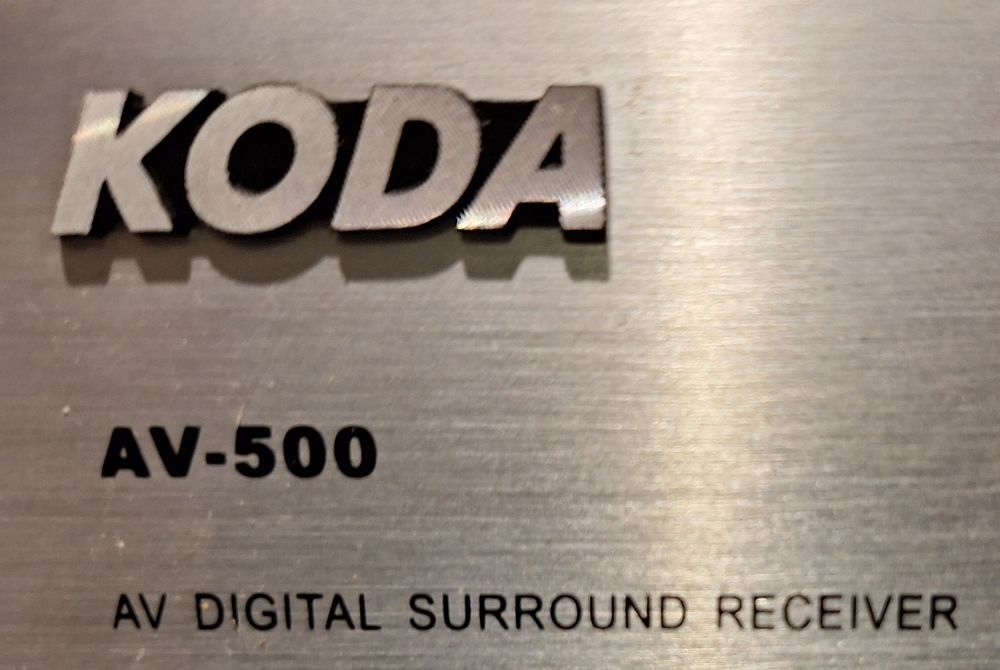 KODA
AV-500
AV DIGITAL SURROUND RECEIVER